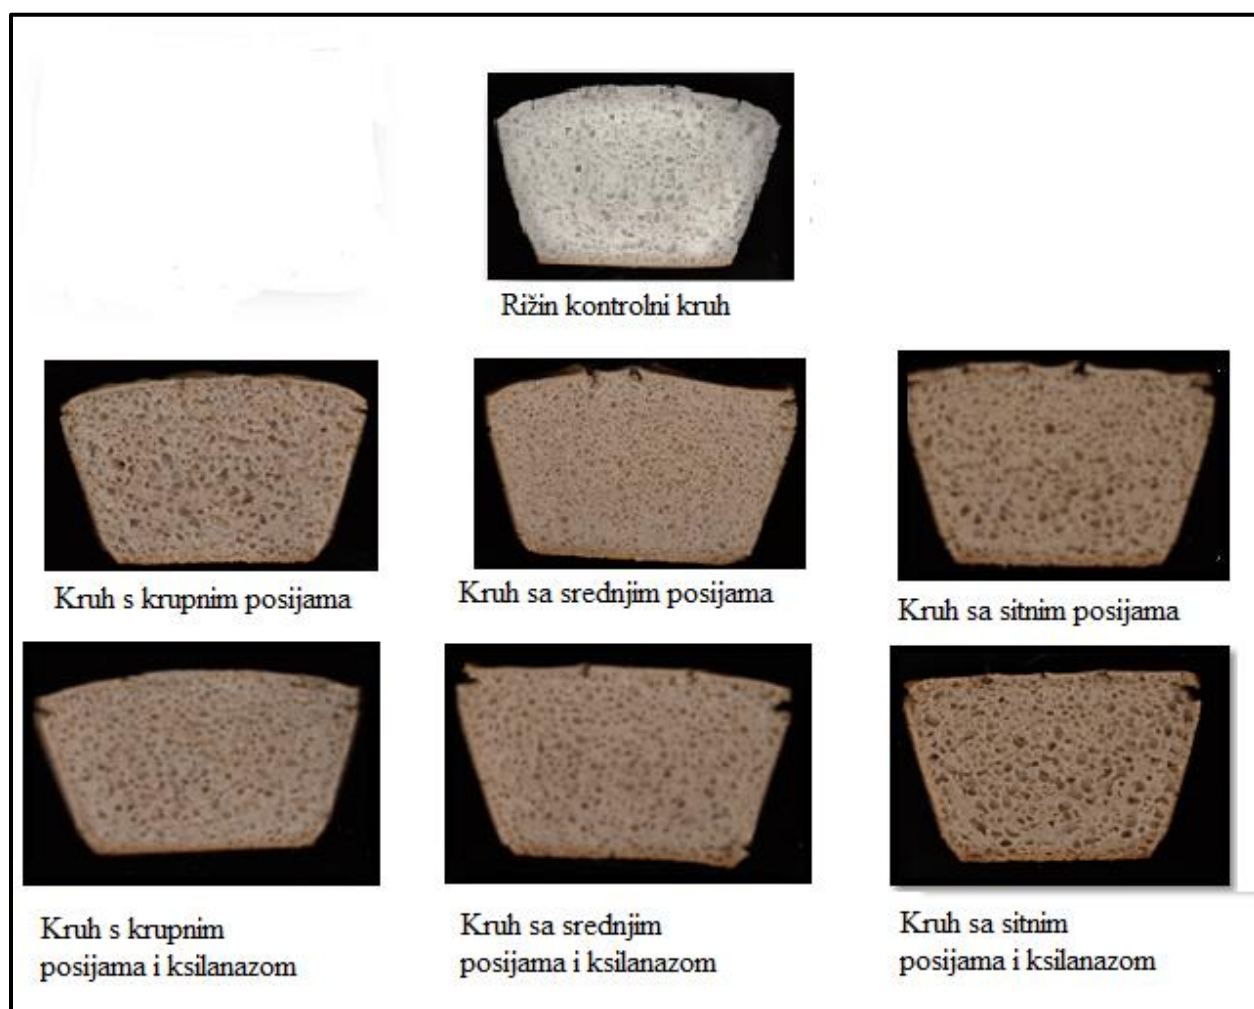 Rižin kontrolni kruh
Kruh s krupnim posijama
Kruh sa srednjim posijama
Kruh sa sitnim posijama
Kruh s krupnim
posijama i ksilanazom
Kruh sa srednjim
posijama i ksilanazom
Kruh sa sitnim
posijama i ksilanazom